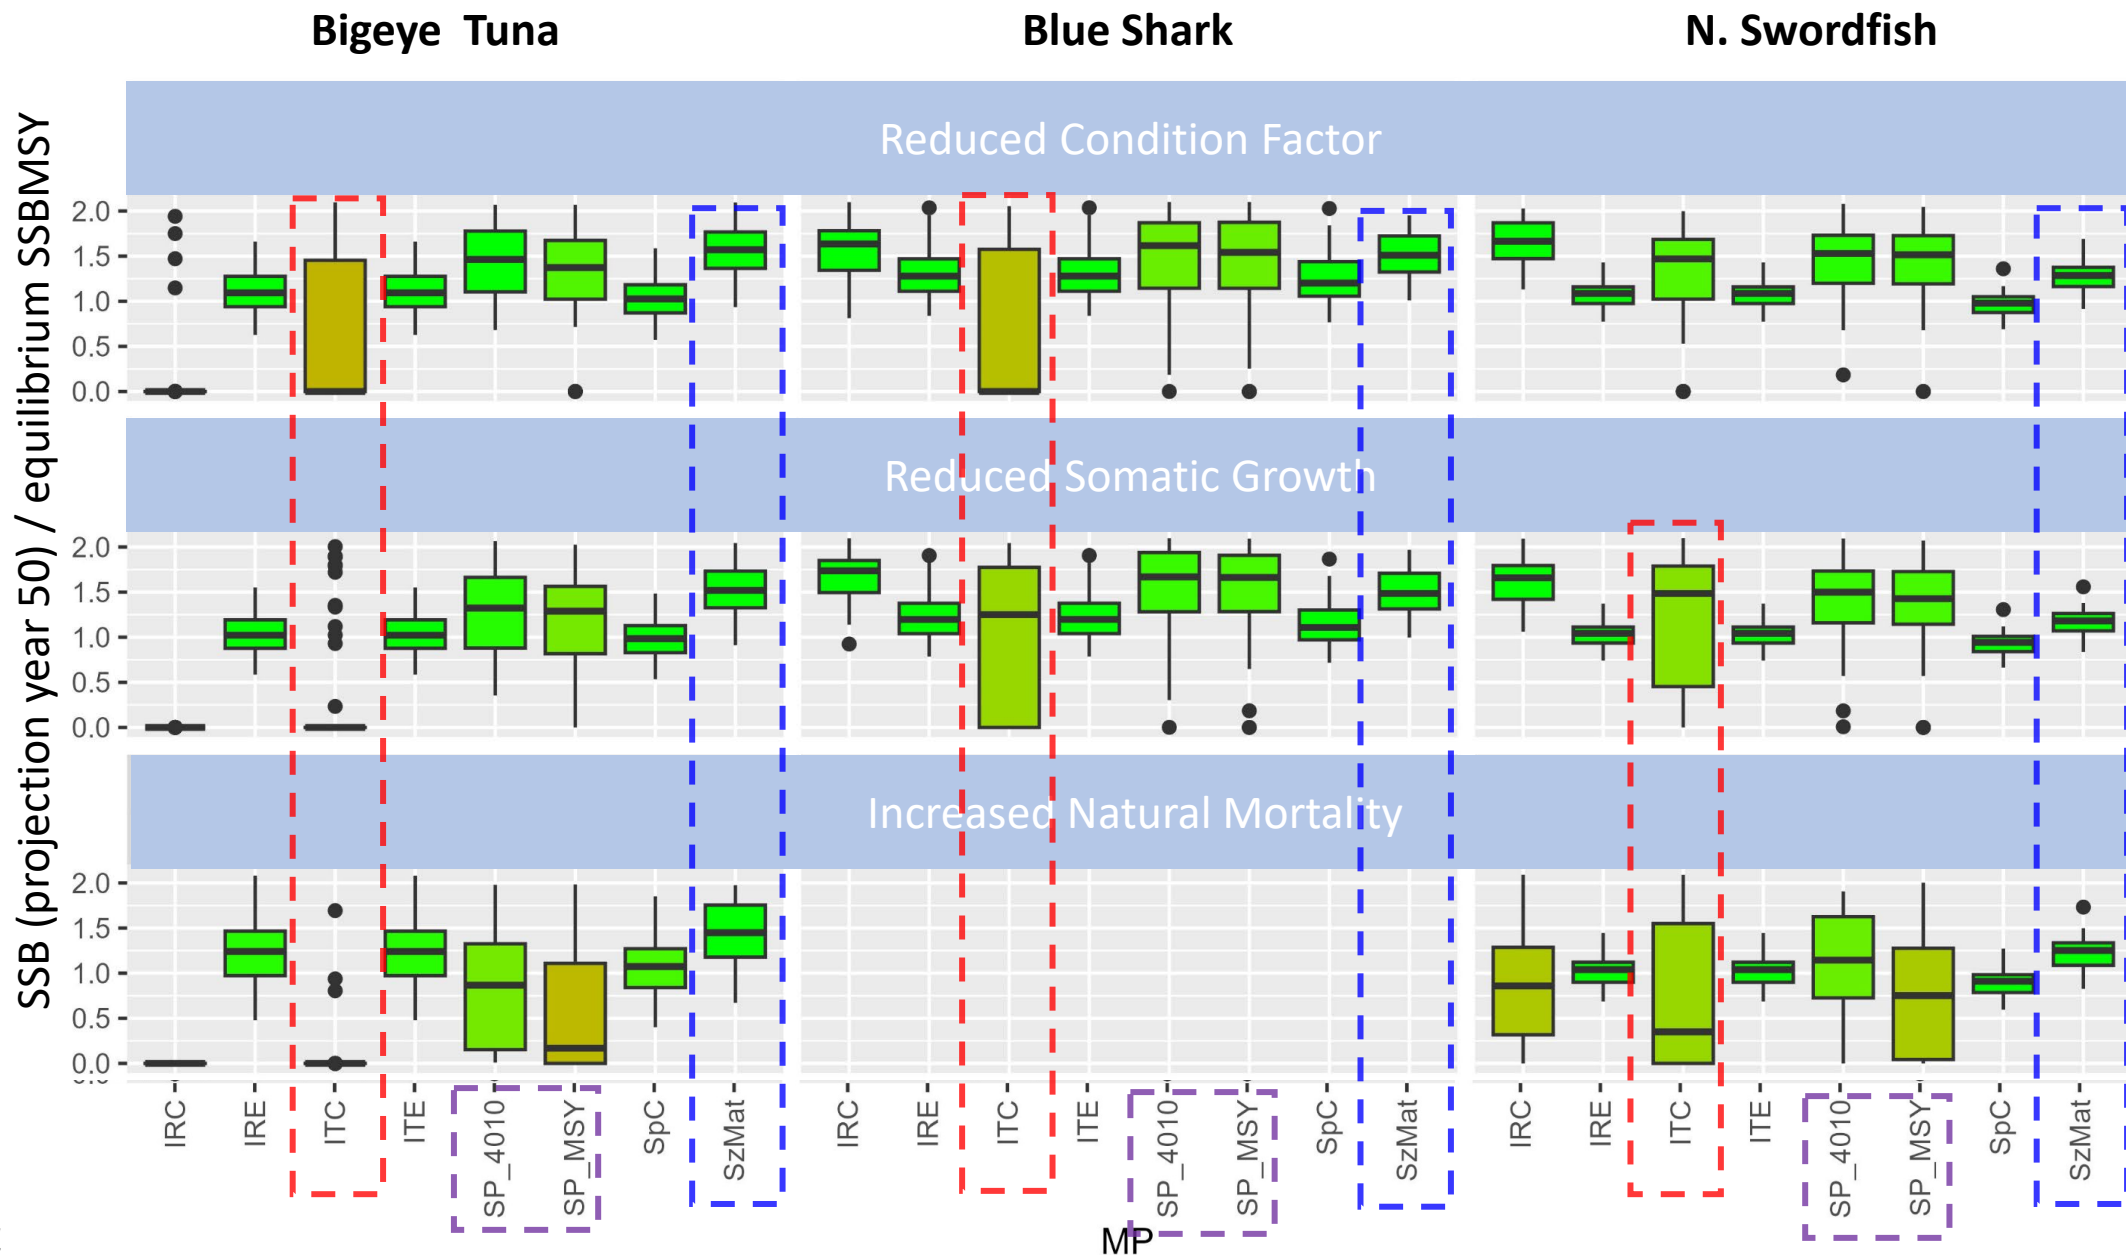 Bigeye Tuna
Blue Shark
N. Swordfish
SSB (projection year 50) / equilibrium SSBMSY
Reduced Condition Factor
2.0
1.5
1.0
0.5
0.0
Reduced Somatic Growth
2.0
1.5
1.0
0.5
0.0
Increased Natural Mortality
2.0
1.5
1.0
0.5
0.0
IRC
IRE
ITC
ITE
SP_4010
SP_MSY
SpC
SzMat
IRC
IRE
ITC
ITE
SP_4010
SP_MSY
SpC
SzMat
IRC
IRE
ITC
ITE
SP_4010
SP_MSY
SpC
SzMat
MP